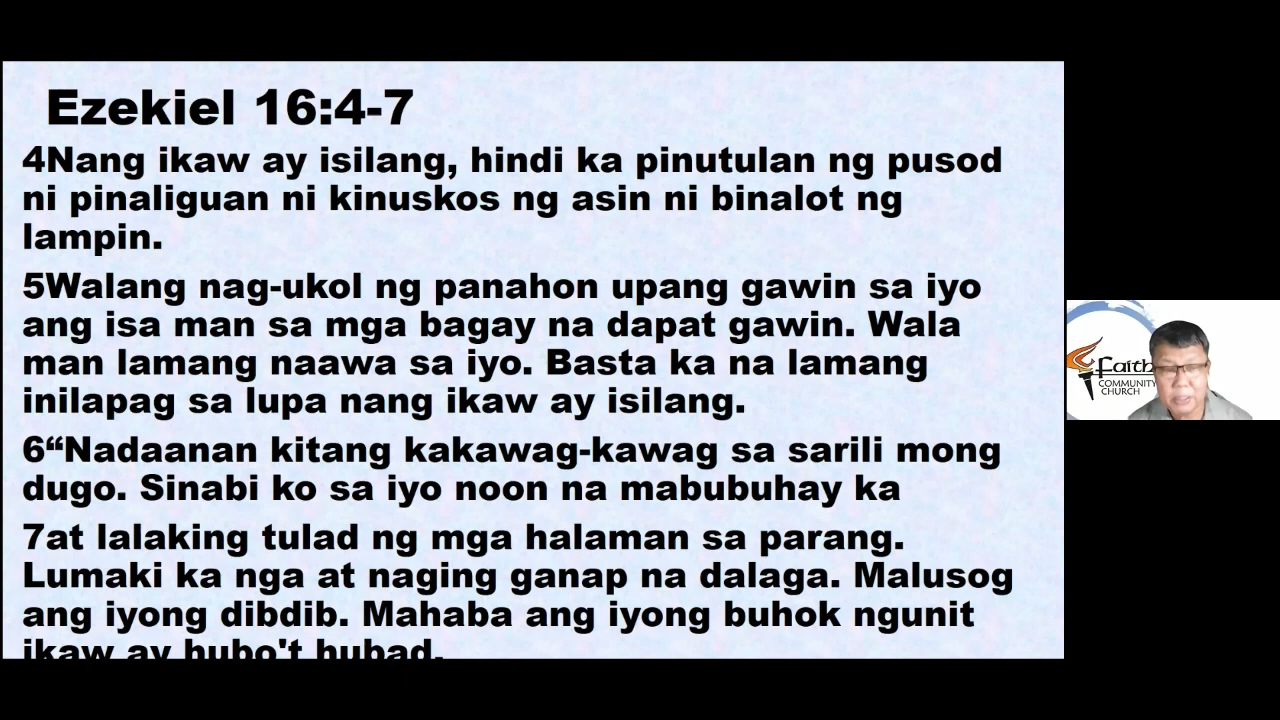 Ezekiel 16:4-7
4Nang ikaw ay isilang, hindi ka pinutulan ng pusod
ni pinaliguan ni kinuskos ng asin ni binalot ng
lampin.
5Walang nag-ukol ng panahon upang gawin sa iyo
ang isa man sa mga bagay na dapat gawin. Wala
man lamang naawa sa iyo. Basta ka na lamang
inilapag sa lupa nang ikaw ay isilang.
6“Nadaanan kitang kakawag-kawag sa sarili mong
dugo. Sinabi ko sa iyo noon na mabubuhay ka
7at lalaking tulad ng mga halaman sa parang.
Lumaki ka nga at naging ganap na dalaga. Malusog
ang iyong dibdib. Mahaba ang iyong buhok ngunit
ikaw ay hubo't hubad.
Faith
COMMUNITY
CHURCH